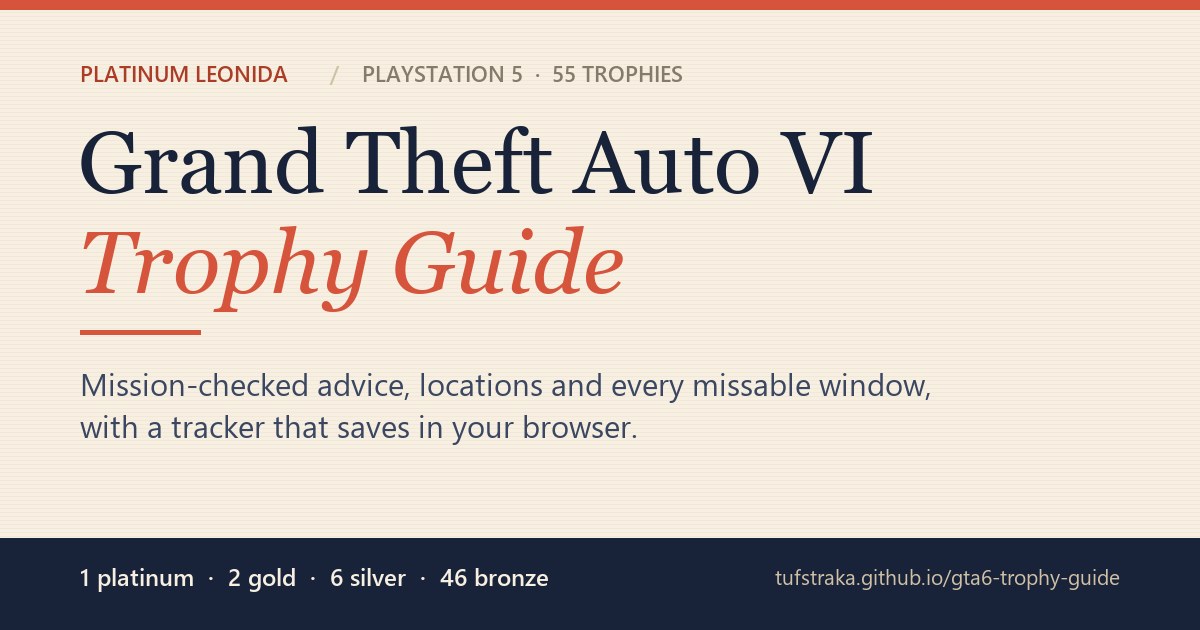 PLATINUM LEONIDA / PLAYSTATION 5 · 55 TROPHIES
Grand Theft Auto VI
Trophy Guide
Mission-checked advice, locations and every missable window,
with a tracker that saves in your browser.
1 platinum · 2 gold · 6 silver · 46 bronze
tufstraka.github.io/gta6-trophy-guide